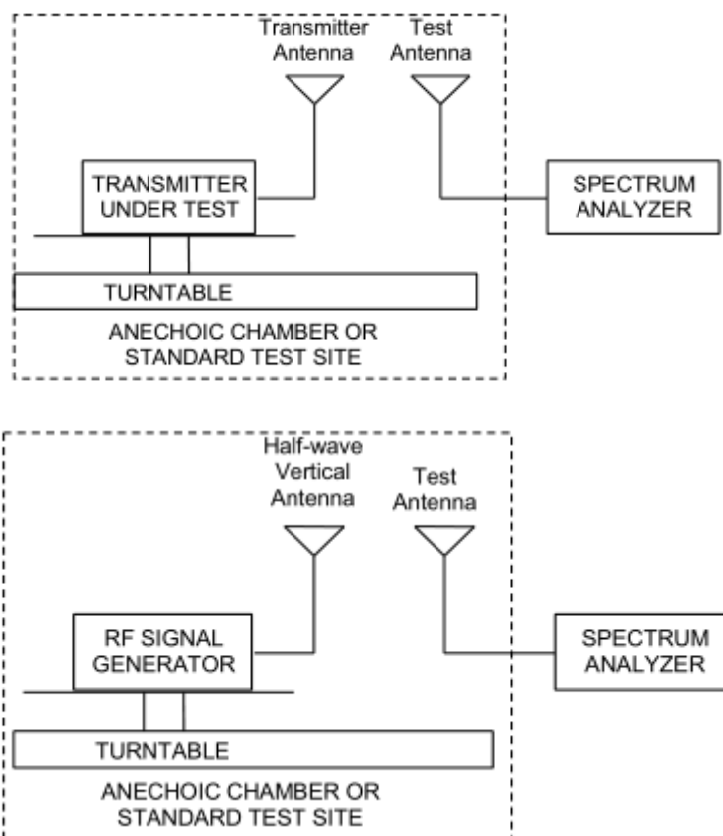 Transmitter
Antenna
Test
Antenna
TRANSMITTER
UNDER TEST
SPECTRUM
ANALYZER
TURNTABLE
ANECHOIC CHAMBER OR
STANDARD TEST SITE
Half-wave
Vertical
Antenna
Test
Antenna
RF SIGNAL
GENERATOR
SPECTRUM
ANALYZER
TURNTABLE
ANECHOIC CHAMBER OR
STANDARD TEST SITE